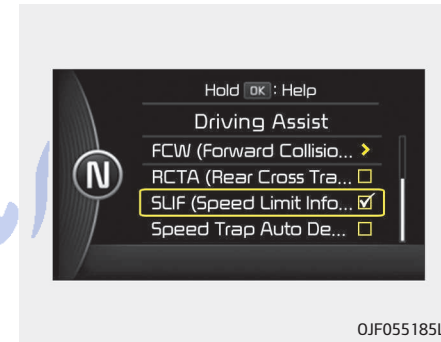 Hold OK : Help
Driving Assist
FCW (Forward Collisio... >
RCTA (Rear Cross Tra...
SLIF (Speed Limit Info...
Speed Trap Auto De...
N
OJF055185L